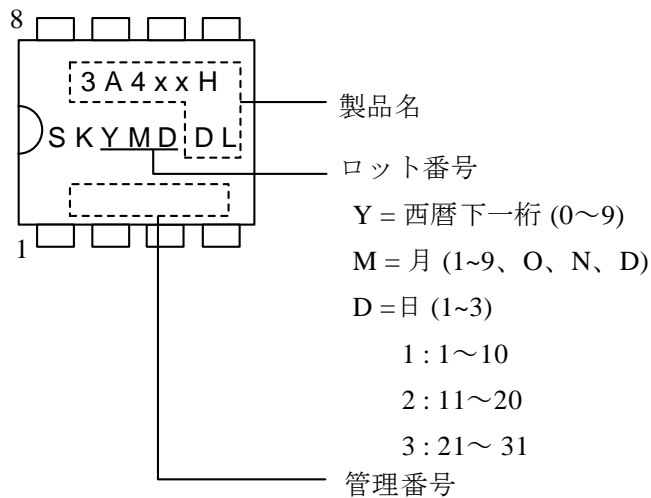 8
3A4xxH
SKYMD DL
1
製品名
ロット番号
Y = 西暦下一桁 (0～9)
M = 月 (1~9、O、N、D)
D =日 (1~3)
1 : 1～10
2 : 11～20
3 : 21～ 31
管理番号